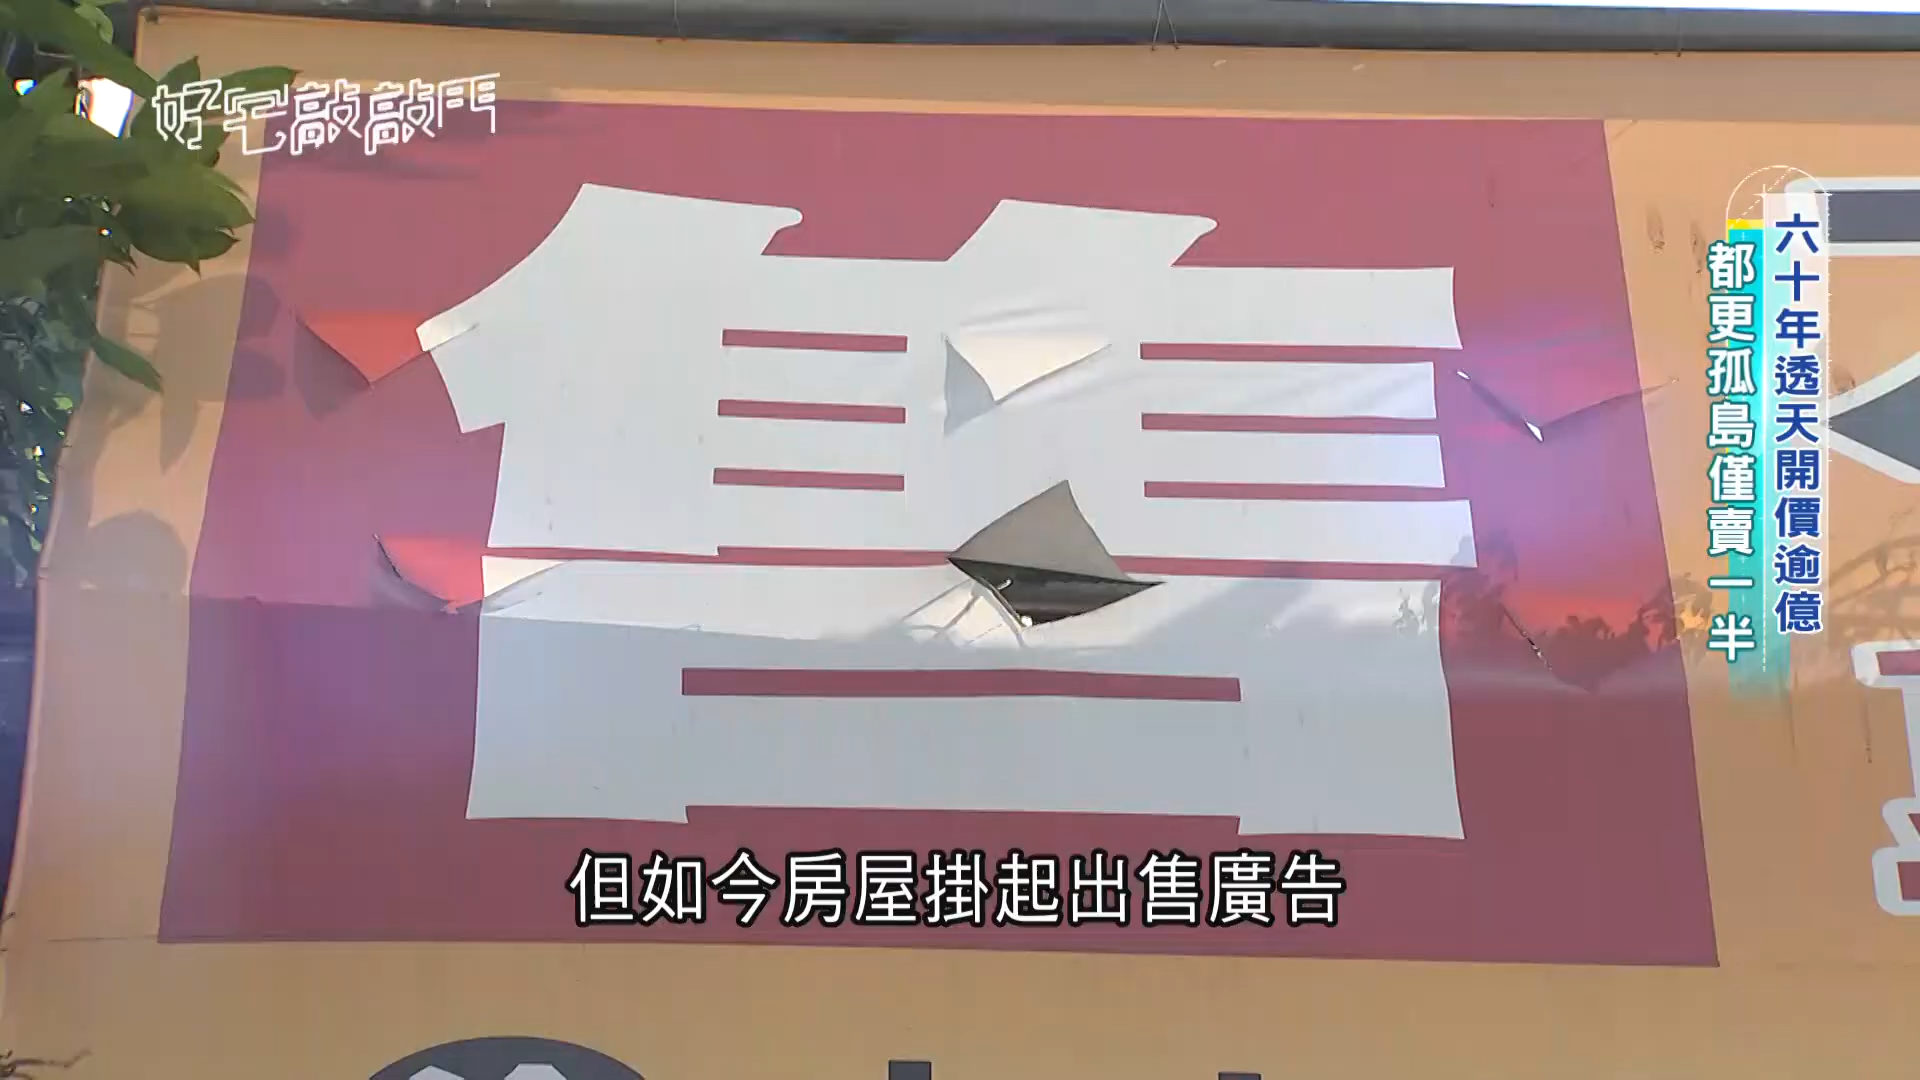 好宅敲敲門
六十年透天開價逾億
都更孤島僅賣一半
售
但如今房屋掛起出售廣告